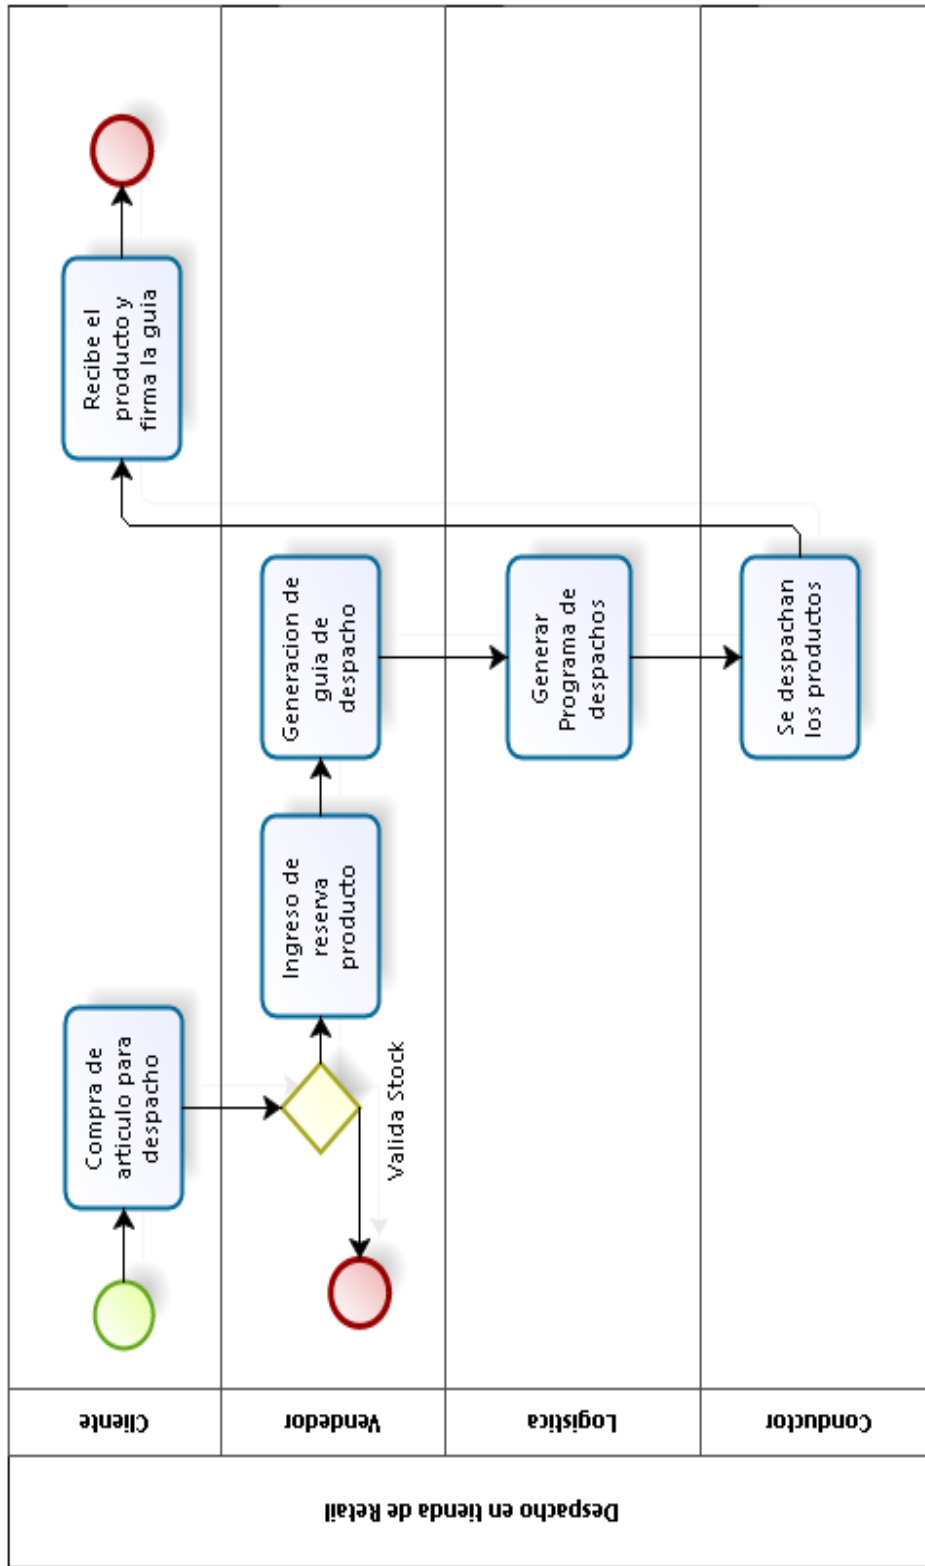 Despacho en tienda de Retail
Cliente
Vendedor
Logistica
Conductor
Compra de
articulo para
despacho
Recibe el
producto y
firma la guia
Valida Stock
Ingreso de
reserva
producto
Generacion de
guia de
despacho
Generar
Programa de
despachos
Se despachan
los productos